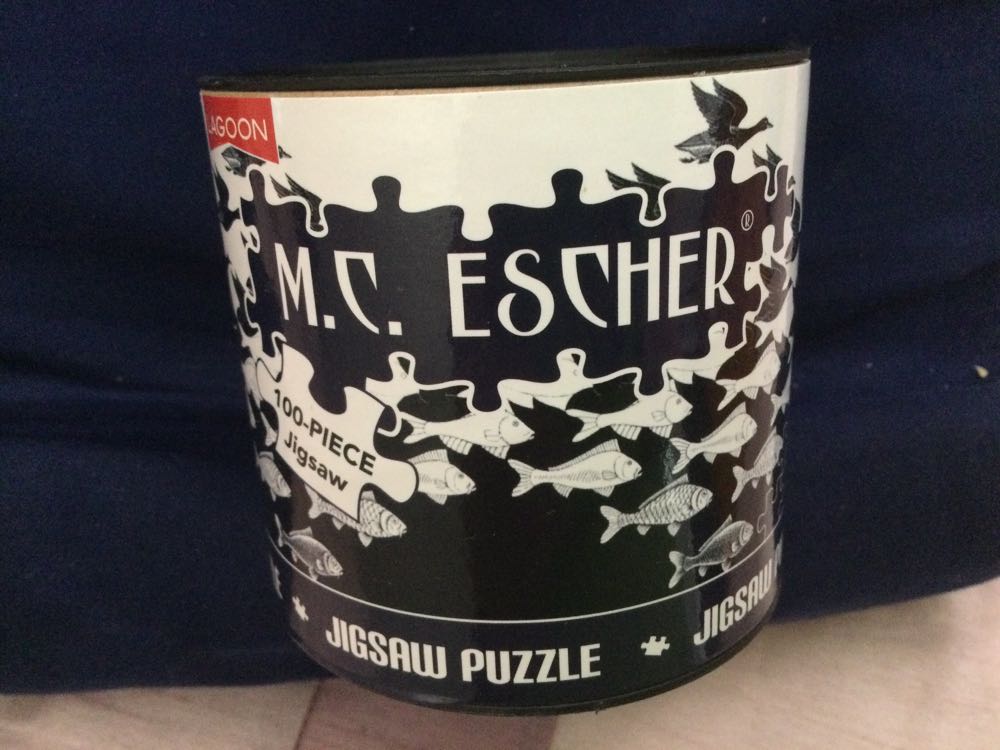 LAGOON
M.C. ESCHER®
100-PIECE
Jigsaw
JIGSAW PUZZLE
JIGSAW